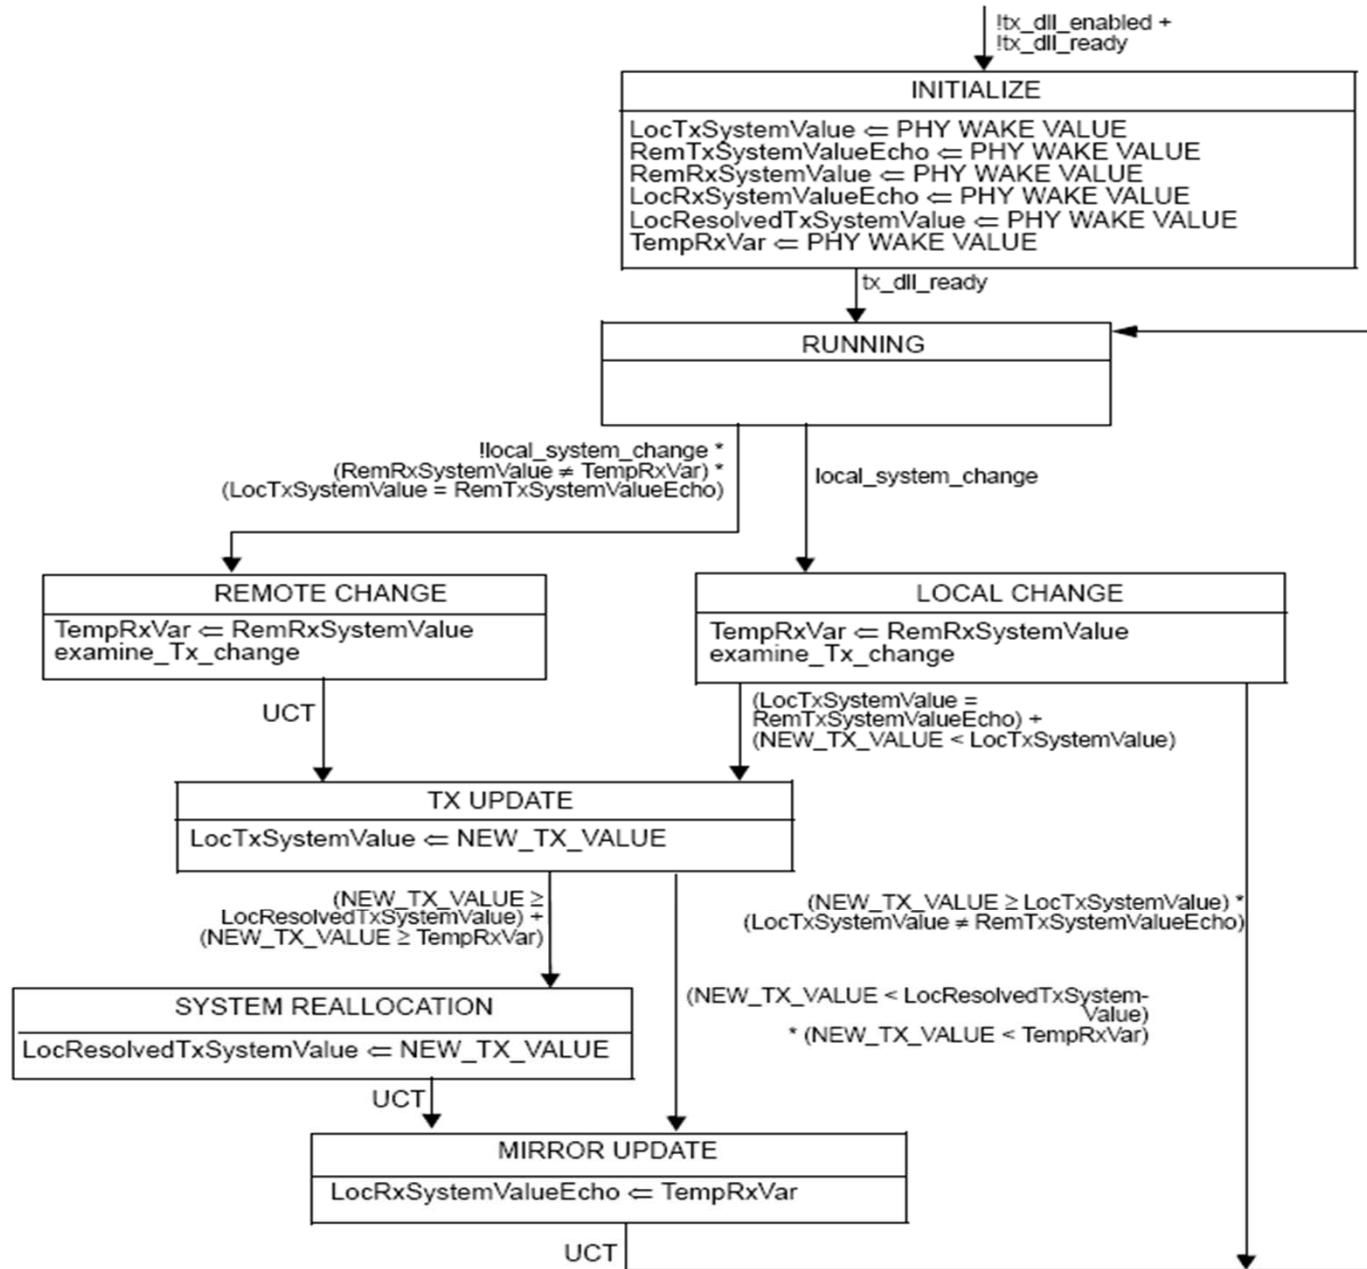 !tx_dll_enabled +
!tx_dll_ready
INITIALIZE
LocTxSystemValue ⇐ PHY WAKE VALUE
RemTxSystemValueEcho ⇐ PHY WAKE VALUE
RemRxSystemValue ⇐ PHY WAKE VALUE
LocRxSystemValueEcho ⇐ PHY WAKE VALUE
LocResolvedTxSystemValue ⇐ PHY WAKE VALUE
TempRxVar ⇐ PHY WAKE VALUE
tx_dll_ready
RUNNING
!local_system_change *
(RemRxSystemValue ≠ TempRxVar) *
(LocTxSystemValue = RemTxSystemValueEcho)
local_system_change
REMOTE CHANGE
TempRxVar ⇐ RemRxSystemValue
examine_Tx_change
LOCAL CHANGE
TempRxVar ⇐ RemRxSystemValue
examine_Tx_change
UCT
(LocTxSystemValue =
RemTxSystemValueEcho) +
(NEW_TX_VALUE < LocTxSystemValue)
TX UPDATE
LocTxSystemValue ⇐ NEW_TX_VALUE
(NEW_TX_VALUE ≥
LocResolvedTxSystemValue) +
(NEW_TX_VALUE ≥ TempRxVar)
(NEW_TX_VALUE ≥ LocTxSystemValue) *
(LocTxSystemValue ≠ RemTxSystemValueEcho)
SYSTEM REALLOCATION
LocResolvedTxSystemValue ⇐ NEW_TX_VALUE
(NEW_TX_VALUE < LocResolvedTxSystem-
Value)
* (NEW_TX_VALUE < TempRxVar)
UCT
MIRROR UPDATE
LocRxSystemValueEcho ⇐ TempRxVar
UCT